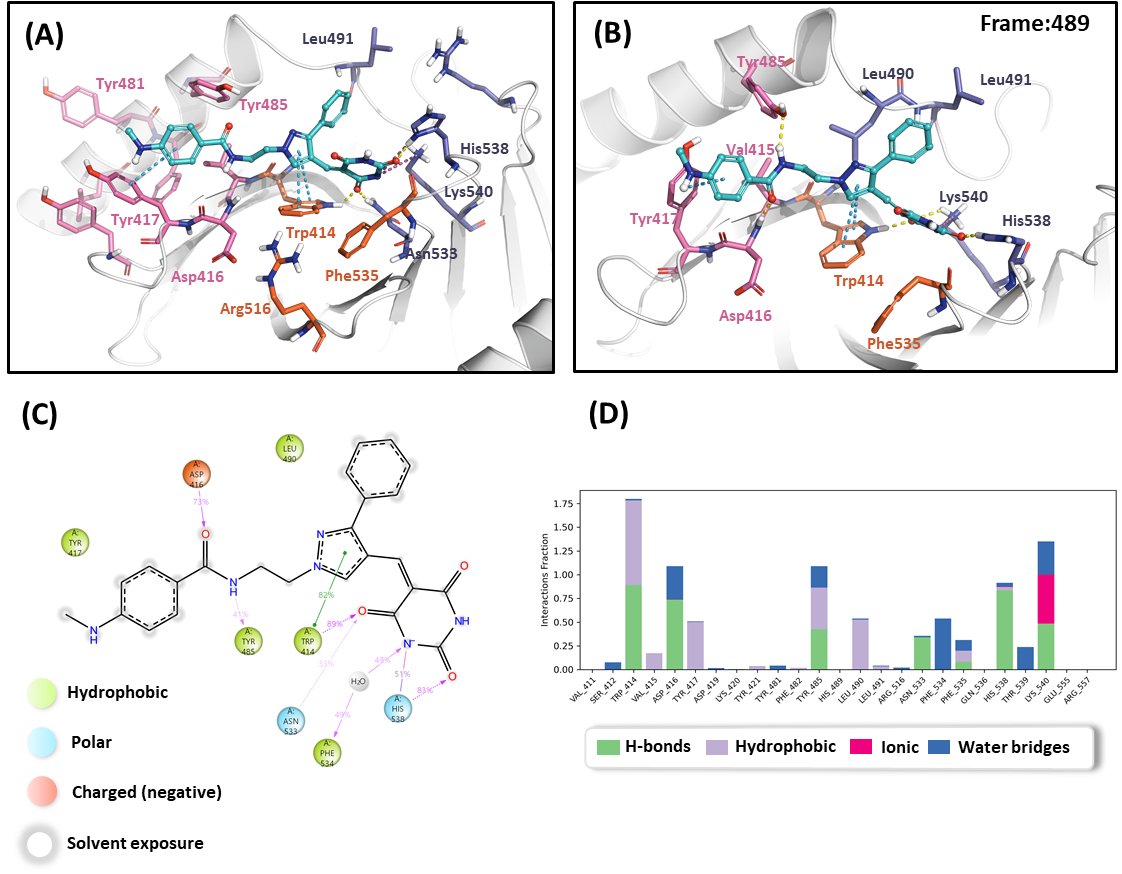 (A)
Leu491
Tyr481
Tyr485
His538
Lys540
Tyr417
Trp414
Asn533
Asp416
Phe535
Arg516
(B)
Frame:489
Tyr485
Leu490
Leu491
Val415
Lys540
Tyr417
His538
Trp414
Asp416
Phe535
(C)
A:
LEU
490
A:
ASP
416
73%
A:
TYR
417
O
N
N
NH
O
NH
82%
41%
89%
O
NH
A:
TYR
485
A:
TRP
414
N-
33%
49%
H₂O
51%
O
83%
49%
A:
HIS
538
A:
ASN
533
A:
PHE
534
Hydrophobic
Polar
Charged (negative)
Solvent exposure
(D)
Interactions Fraction
1.75
1.50
1.25
1.00
0.75
0.50
0.25
0.00
VAL_411
SER_412
TRP_414
VAL_415
ASP_416
TYR_417
ASP_419
LYS_420
TYR_421
TYR_481
PHE_482
TYR_485
HIS_489
LEU_490
LEU_491
ARG_516
ASN_533
PHE_534
PHE_535
GLN_536
HIS_538
THR_539
LYS_540
GLU_555
ARG_557
H-bonds
Hydrophobic
Ionic
Water bridges